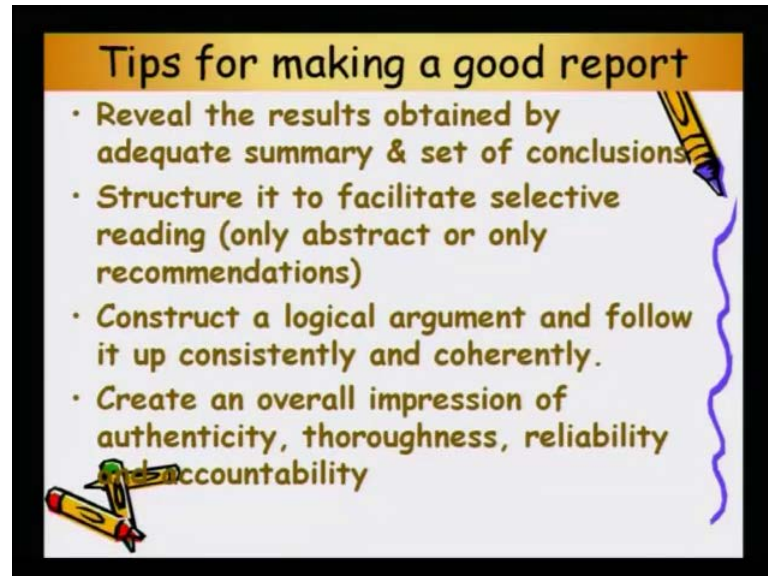 Tips for making a good report
• Reveal the results obtained by
adequate summary & set of conclusions
• Structure it to facilitate selective
reading (only abstract or only
recommendations)
• Construct a logical argument and follow
it up consistently and coherently.
• Create an overall impression of
authenticity, thoroughness, reliability
and accountability